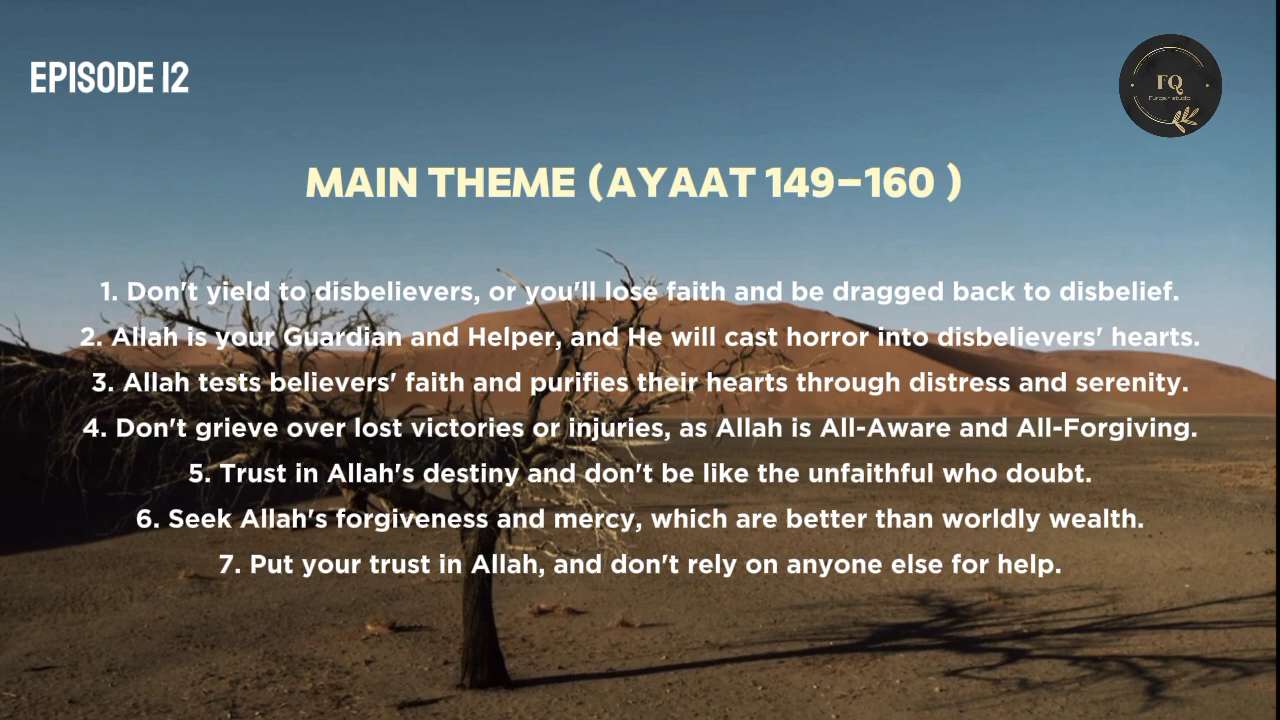 EPISODE 12
FQ
MAIN THEME (AYAAT 149–160 )
1. Don't yield to disbelievers, or you'll lose faith and be dragged back to disbelief.
2. Allah is your Guardian and Helper, and He will cast horror into disbelievers' hearts.
3. Allah tests believers' faith and purifies their hearts through distress and serenity.
4. Don't grieve over lost victories or injuries, as Allah is All-Aware and All-Forgiving.
5. Trust in Allah's destiny and don't be like the unfaithful who doubt.
6. Seek Allah's forgiveness and mercy, which are better than worldly wealth.
7. Put your trust in Allah, and don't rely on anyone else for help.